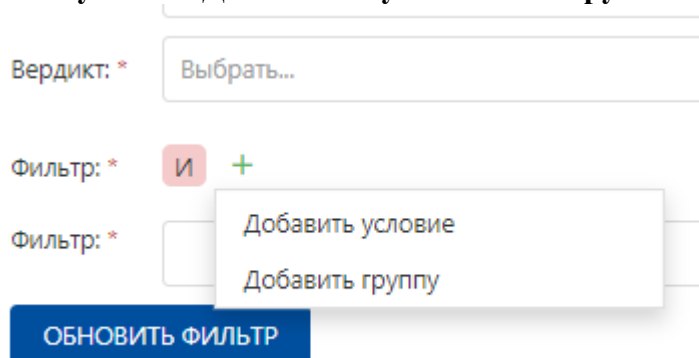 Вердикт: * Выбрать...
Фильтр: * И +
Добавить условие
Фильтр: *
Добавить группу
ОБНОВИТЬ ФИЛЬТР